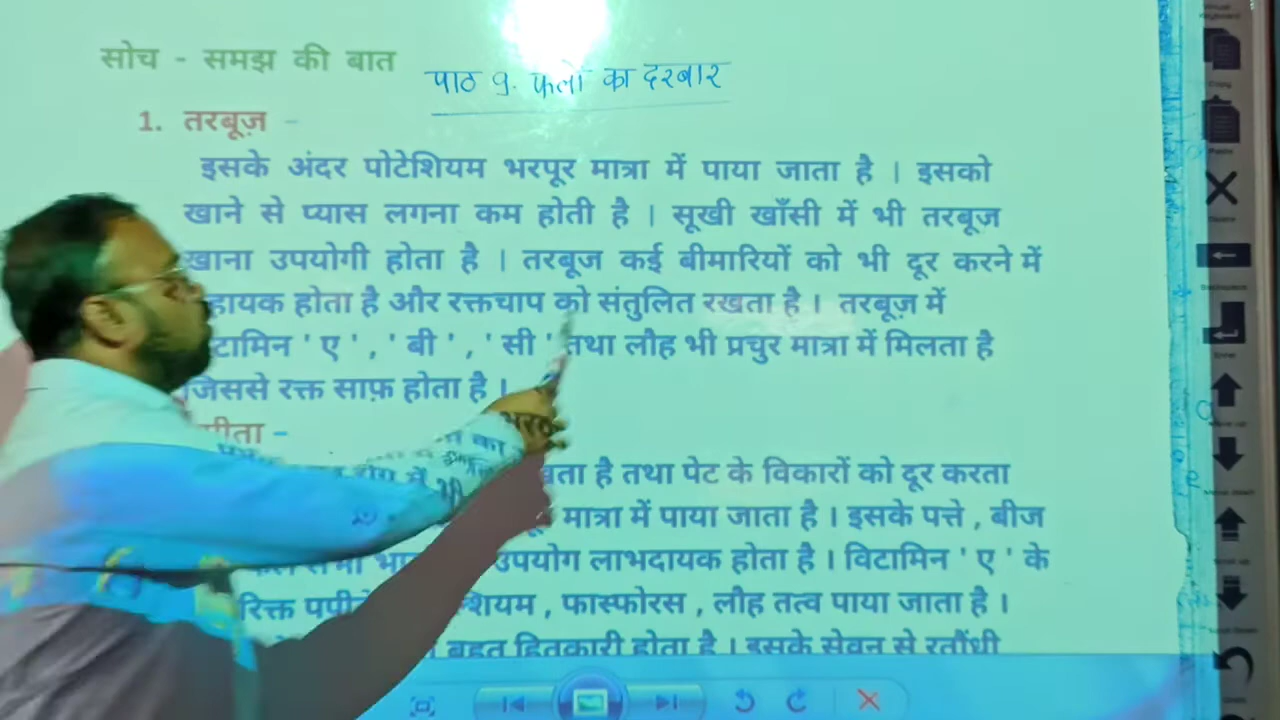 सोच - समझ की बात
पाठ 9. फलों का दरबार
1. तरबूज़ -
इसके अंदर पोटेशियम भरपूर मात्रा में पाया जाता है । इसको
खाने से प्यास लगना कम होती है । सूखी खाँसी में भी तरबूज
खाना उपयोगी होता है । तरबूज कई बीमारियों को भी दूर करने में
होता है और रक्तचाप को संतुलित रखता है । तरबूज़ में
' ए ' , ' बी ' , ' सी ' तथा लौह भी प्रचुर मात्रा में मिलता है
जिससे रक्त साफ़ होता है ।
है तथा पेट के विकारों को दूर करता
मात्रा में पाया जाता है । इसके पत्ते , बीज
उपयोग लाभदायक होता है । विटामिन ' ए ' के
फास्फोरस , लौह तत्व पाया जाता है ।
बहुत हितकारी होता है । इसके सेवन से रतौंधी